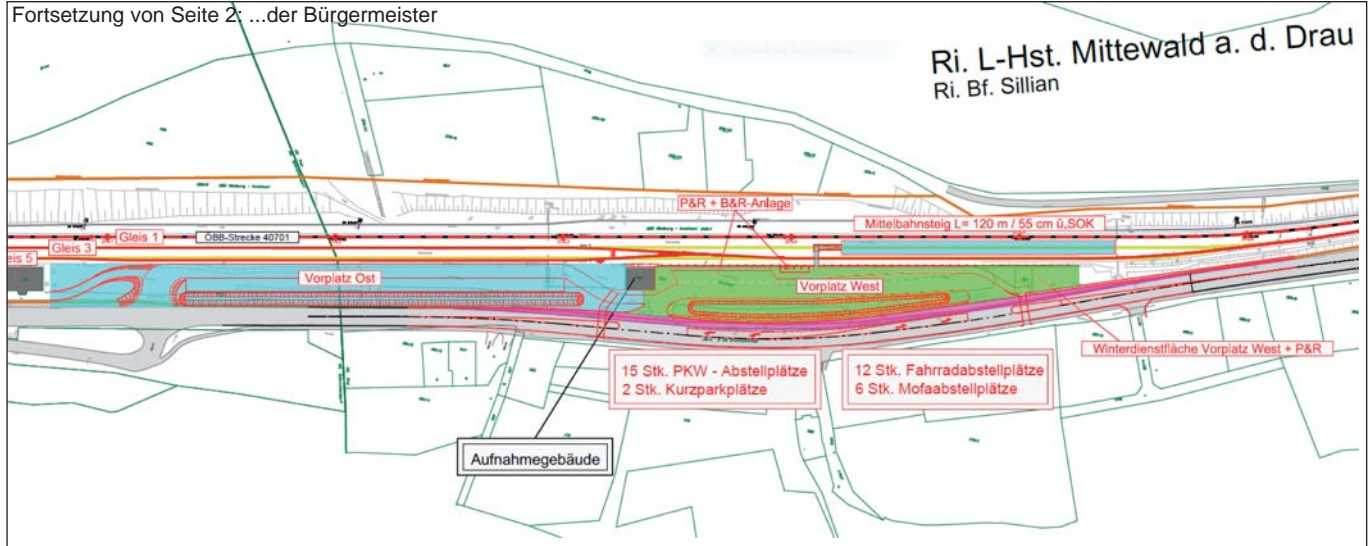 Fortsetzung von Seite 2: ...der Bürgermeister
Ri. L-Hst. Mittewald a. d. Drau
Ri. Bf. Sillian
P&R + B&R-Anlage
Mittelbahnsteig L= 120 m / 55 cm ü,SOK
Gleis 1
ÖBB-Strecke 40701
Gleis 3
eis 5
Vorplatz Ost
Vorplatz West
Winterdienstfläche Vorplatz West + P&R
15 Stk. PKW - Abstellplätze
2 Stk. Kurzparkplätze
12 Stk. Fahrradabstellplätze
6 Stk. Mofaabstellplätze
Aufnahmegebäude